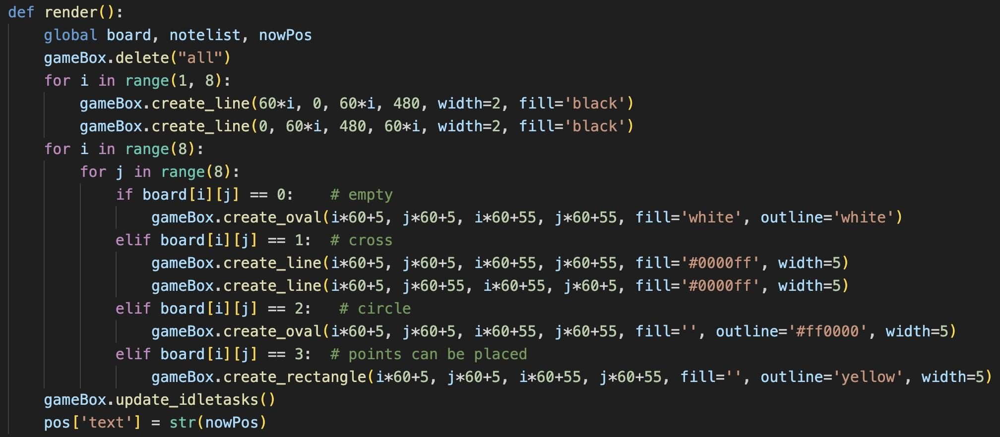 def render():
    global board, notelist, nowPos
    gameBox.delete("all")
    for i in range(1, 8):
        gameBox.create_line(60*i, 0, 60*i, 480, width=2, fill='black')
        gameBox.create_line(0, 60*i, 480, 60*i, width=2, fill='black')
    for i in range(8):
        for j in range(8):
            if board[i][j] == 0:    # empty
                gameBox.create_oval(i*60+5, j*60+5, i*60+55, j*60+55, fill='white', outline='white')
            elif board[i][j] == 1:  # cross
                gameBox.create_line(i*60+5, j*60+5, i*60+55, j*60+55, fill='#0000ff', width=5)
                gameBox.create_line(i*60+5, j*60+55, i*60+55, j*60+5, fill='#0000ff', width=5)
            elif board[i][j] == 2:   # circle
                gameBox.create_oval(i*60+5, j*60+5, i*60+55, j*60+55, fill='', outline='#ff0000', width=5)
            elif board[i][j] == 3:  # points can be placed
                gameBox.create_rectangle(i*60+5, j*60+5, i*60+55, j*60+55, fill='', outline='yellow', width=5)
    gameBox.update_idletasks()
    pos['text'] = str(nowPos)